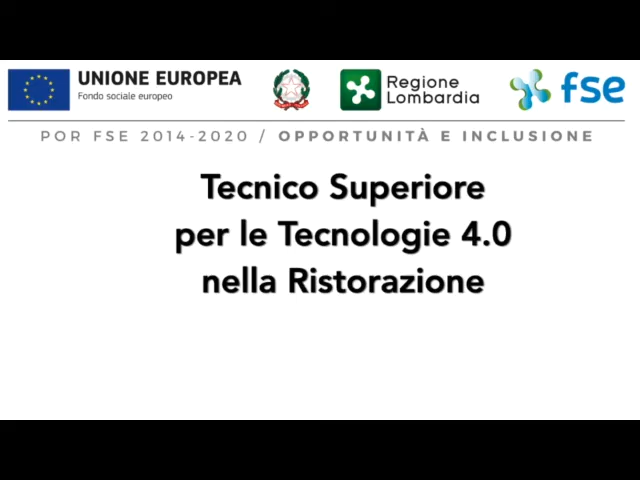 UNIONE EUROPEA
Fondo sociale europeo
Regione
Lombardia
fse
POR FSE 2014-2020 / OPPORTUNITÀ E INCLUSIONE
Tecnico Superiore
per le Tecnologie 4.0
nella Ristorazione